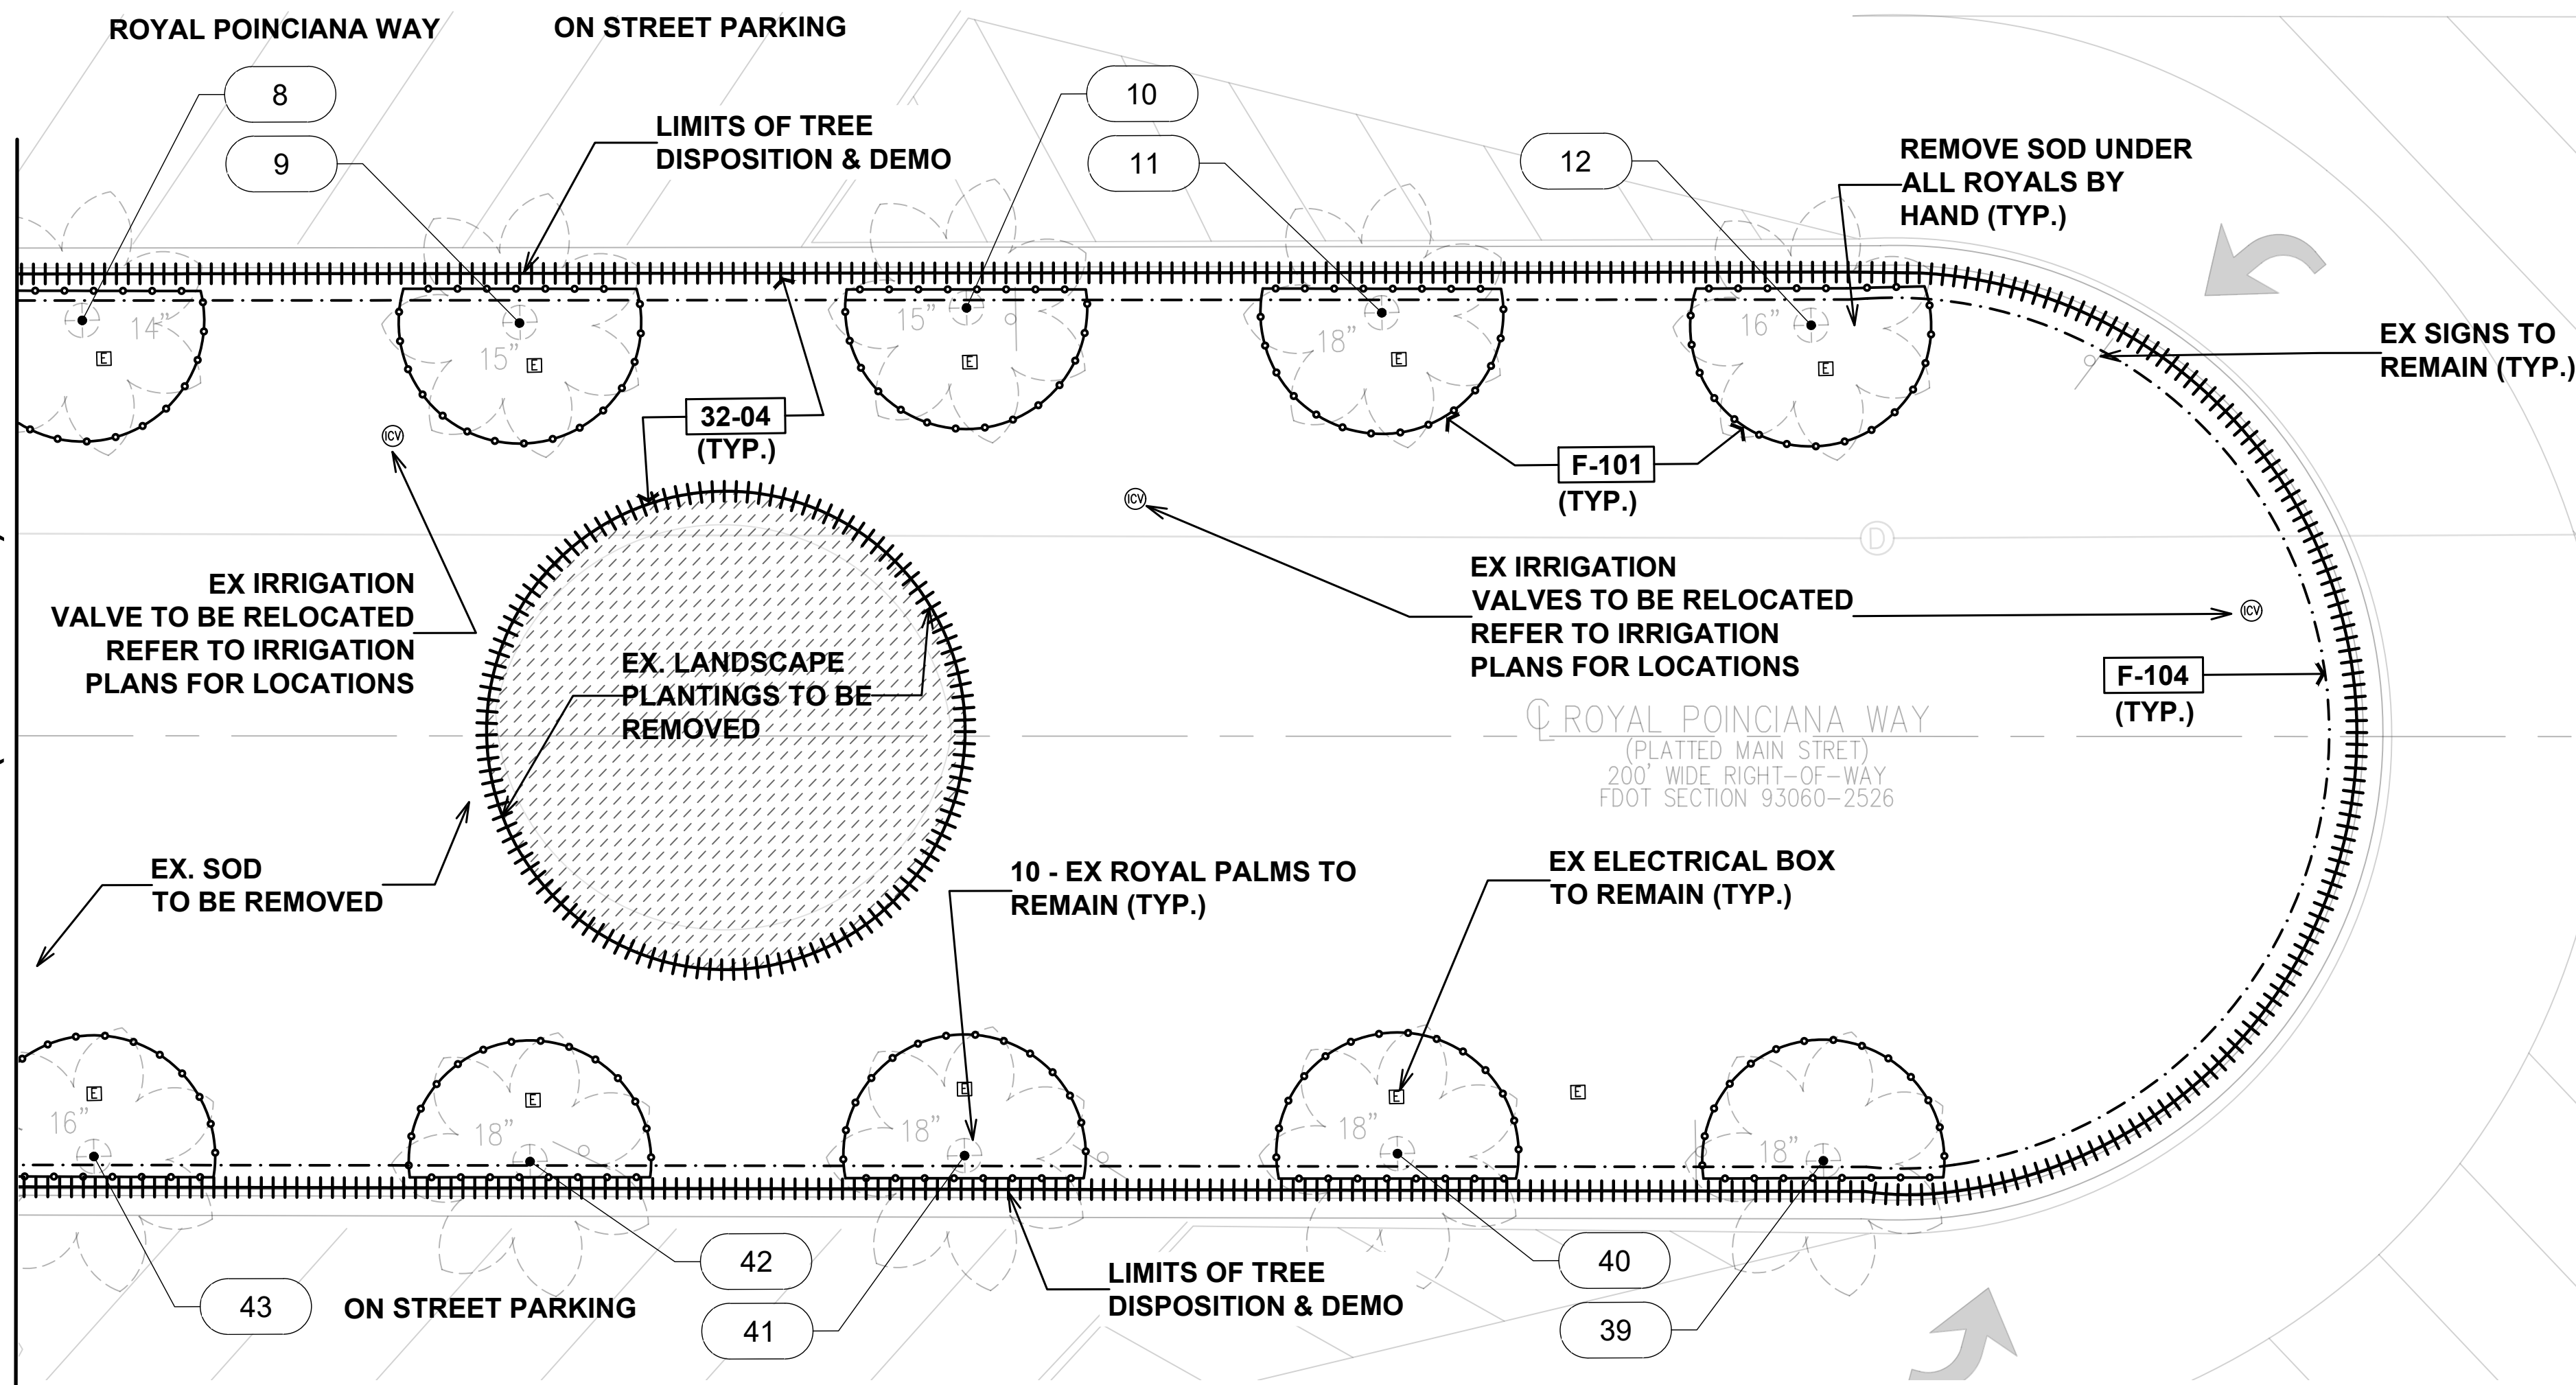 ROYAL POINCIANA WAY
ON STREET PARKING
8
9
10
11
12
LIMITS OF TREE
DISPOSITION & DEMO
REMOVE SOD UNDER
ALL ROYALS BY
HAND (TYP.)
14"
15"
15"
18"
16"
E
E
E
E
E
EX SIGNS TO
REMAIN (TYP.)
32-04
(TYP.)
F-101
(TYP.)
ICV
ICV
D
EX IRRIGATION
VALVE TO BE RELOCATED
REFER TO IRRIGATION
PLANS FOR LOCATIONS
EX IRRIGATION
VALVES TO BE RELOCATED
REFER TO IRRIGATION
PLANS FOR LOCATIONS
ICV
EX. LANDSCAPE
PLANTINGS TO BE
REMOVED
F-104
(TYP.)
℄ ROYAL POINCIANA WAY
(PLATTED MAIN STRET)
200' WIDE RIGHT-OF-WAY
FDOT SECTION 93060-2526
EX. SOD
TO BE REMOVED
10 - EX ROYAL PALMS TO
REMAIN (TYP.)
EX ELECTRICAL BOX
TO REMAIN (TYP.)
E
E
E
E
E
16"
18"
18"
18"
18"
43
ON STREET PARKING
42
41
LIMITS OF TREE
DISPOSITION & DEMO
40
39